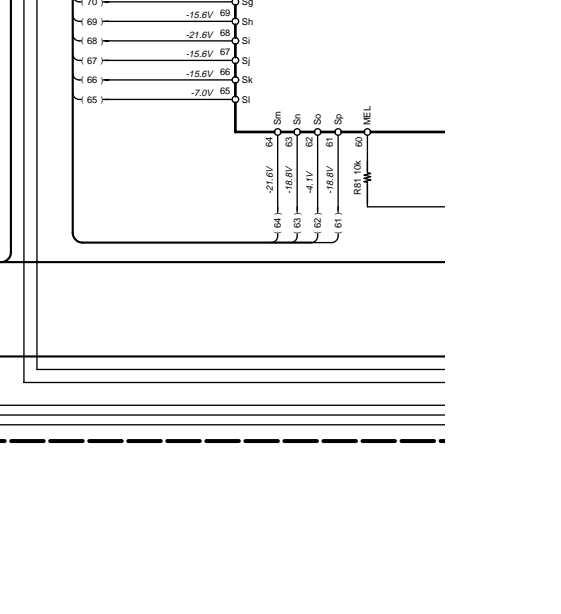 70 Sg
69 -15.6V 69 Sh
68 -21.6V 68 Si
67 -15.6V 67 Sj
66 -15.6V 66 Sk
65 -7.0V 65 Sl
Sm Sn So Sp MEL
64 63 62 61 60
-21.6V -18.8V -4.1V -18.8V R81 10k
64 63 62 61